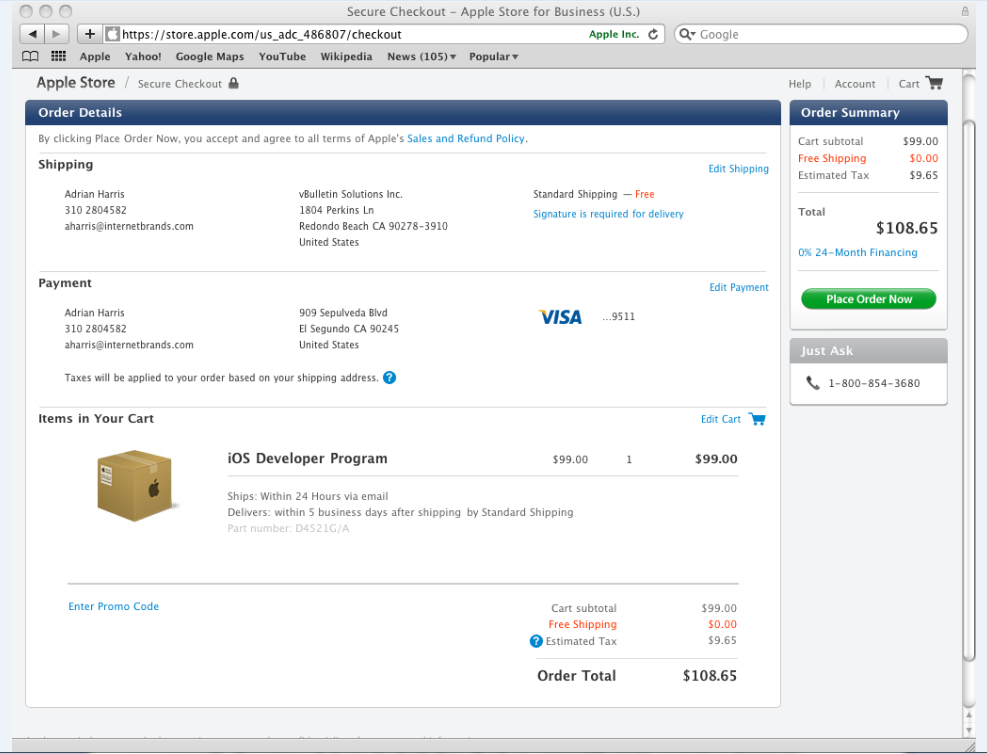 Secure Checkout – Apple Store for Business (U.S.)
https://store.apple.com/us_adc_486807/checkout Apple Inc. Google
Apple Yahoo! Google Maps YouTube Wikipedia News (105) Popular
Apple Store / Secure Checkout Help Account Cart
Order Details
By clicking Place Order Now, you accept and agree to all terms of Apple's Sales and Refund Policy.
Shipping Edit Shipping
Adrian Harris vBulletin Solutions Inc. Standard Shipping — Free
310 2804582 1804 Perkins Ln Signature is required for delivery
aharris@internetbrands.com Redondo Beach CA 90278-3910
United States
Payment Edit Payment
Adrian Harris 909 Sepulveda Blvd VISA ...9511
310 2804582 El Segundo CA 90245
aharris@internetbrands.com United States
Taxes will be applied to your order based on your shipping address. ?
Items in Your Cart Edit Cart
iOS Developer Program $99.00 1 $99.00
Ships: Within 24 Hours via email
Delivers: within 5 business days after shipping by Standard Shipping
Part number: D4521G/A
Enter Promo Code
Cart subtotal $99.00
Free Shipping $0.00
? Estimated Tax $9.65
Order Total $108.65
Order Summary
Cart subtotal $99.00
Free Shipping $0.00
Estimated Tax $9.65
Total
$108.65
0% 24-Month Financing
Place Order Now
Just Ask
1-800-854-3680